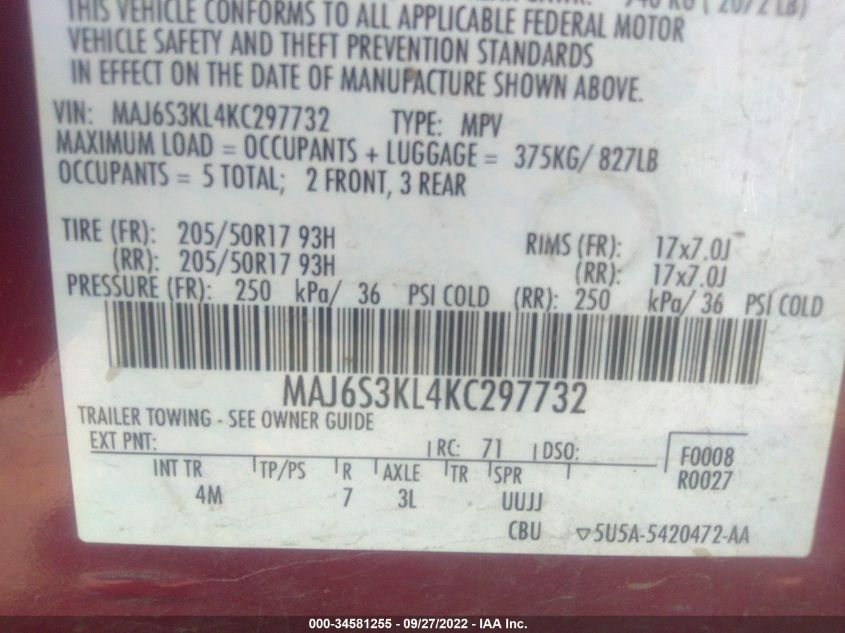 THIS VEHICLE CONFORMS TO ALL APPLICABLE FEDERAL MOTOR
VEHICLE SAFETY AND THEFT PREVENTION STANDARDS
IN EFFECT ON THE DATE OF MANUFACTURE SHOWN ABOVE.
VIN: MAJ6S3KL4KC297732 TYPE: MPV
MAXIMUM LOAD = OCCUPANTS + LUGGAGE = 375KG/ 827LB
OCCUPANTS = 5 TOTAL; 2 FRONT, 3 REAR
TIRE (FR): 205/50R17 93H RIMS (FR): 17x7.0J
(RR): 205/50R17 93H (RR): 17x7.0J
PRESSURE (FR): 250 kPa/ 36 PSI COLD (RR): 250 kPa/ 36 PSI COLD
MAJ6S3KL4KC297732
TRAILER TOWING - SEE OWNER GUIDE
EXT PNT: RC: 71 DSO: F0008
R0027
INT TR TP/PS R AXLE TR SPR
4M 7 3L UUJJ
CBU ▽5U5A-5420472-AA
000-34581255 - 09/27/2022 - IAA Inc.